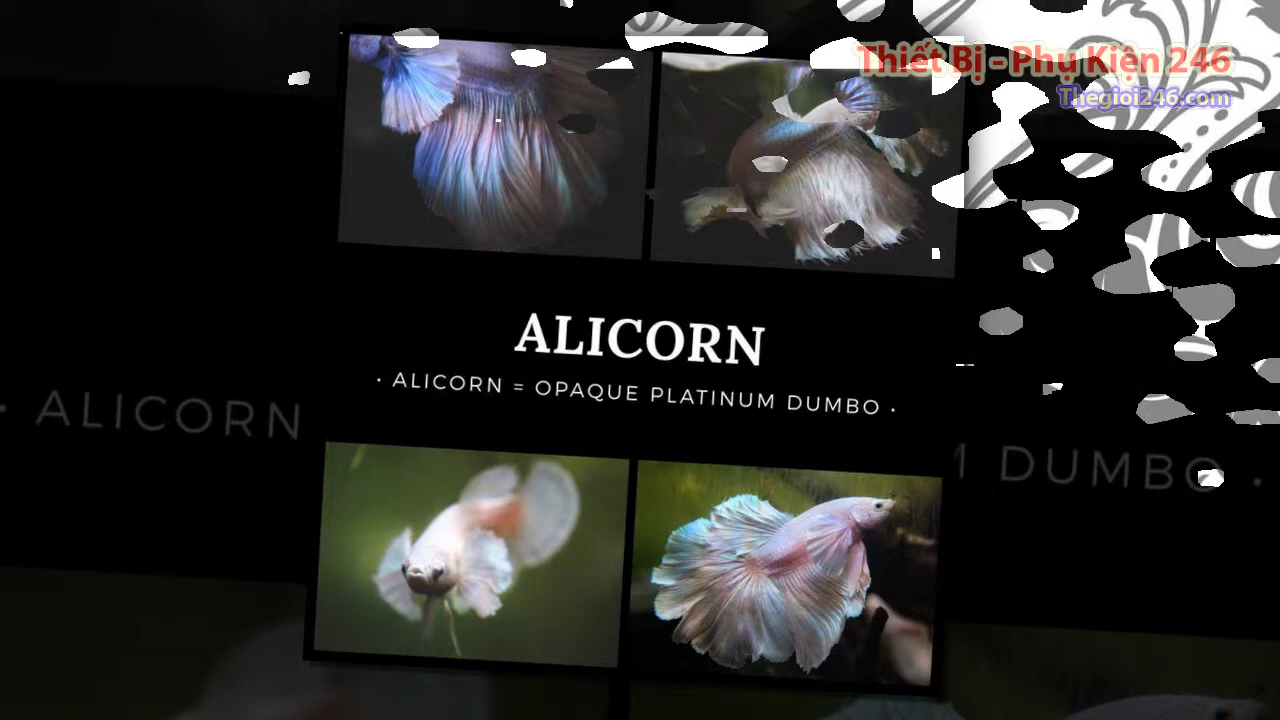 Thiết Bị - Phụ Kiện 246
Thegioi246.com
ALICORN
· ALICORN = OPAQUE PLATINUM DUMBO ·
· ALICORN
M DUMBO ·